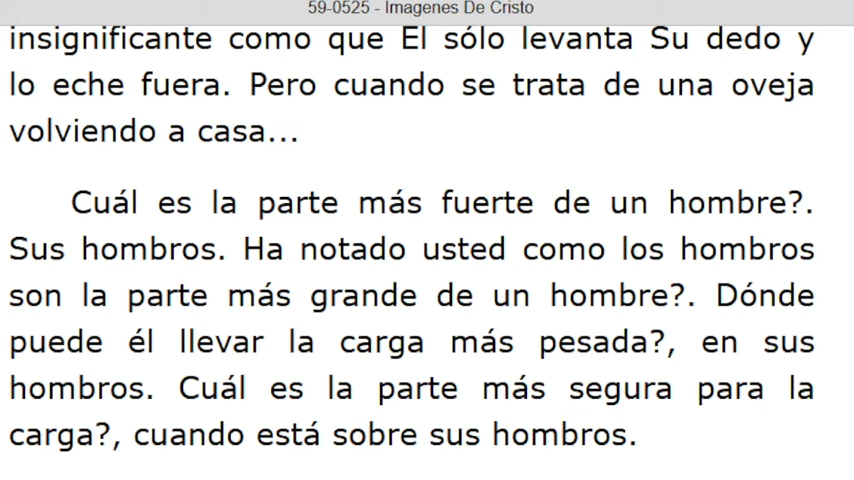 59-0525 - Imagenes De Cristo
insignificante como que El sólo levanta Su dedo y
lo eche fuera. Pero cuando se trata de una oveja
volviendo a casa...
Cuál es la parte más fuerte de un hombre?.
Sus hombros. Ha notado usted como los hombros
son la parte más grande de un hombre?. Dónde
puede él llevar la carga más pesada?, en sus
hombros. Cuál es la parte más segura para la
carga?, cuando está sobre sus hombros.